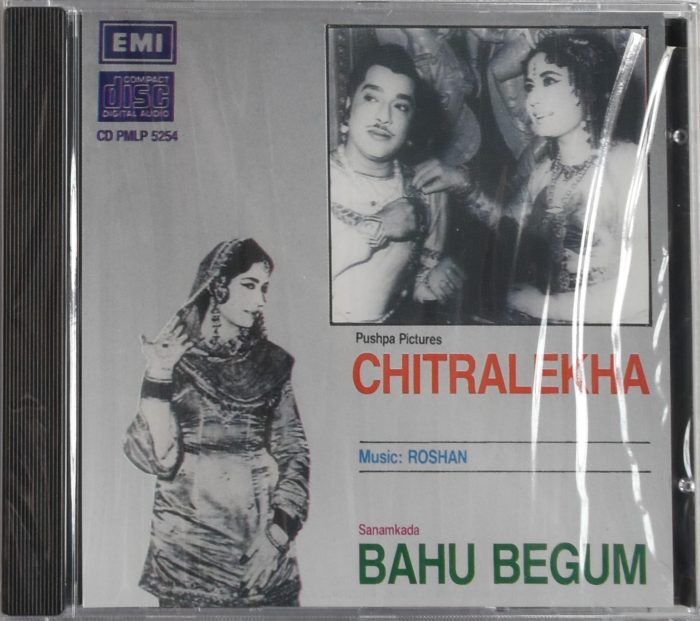 EMI
COMPACT
disc
DIGITAL AUDIO
CD PMLP 5254
Pushpa Pictures
CHITRALEKHA
Music: ROSHAN
Sanamkada
BAHU BEGUM